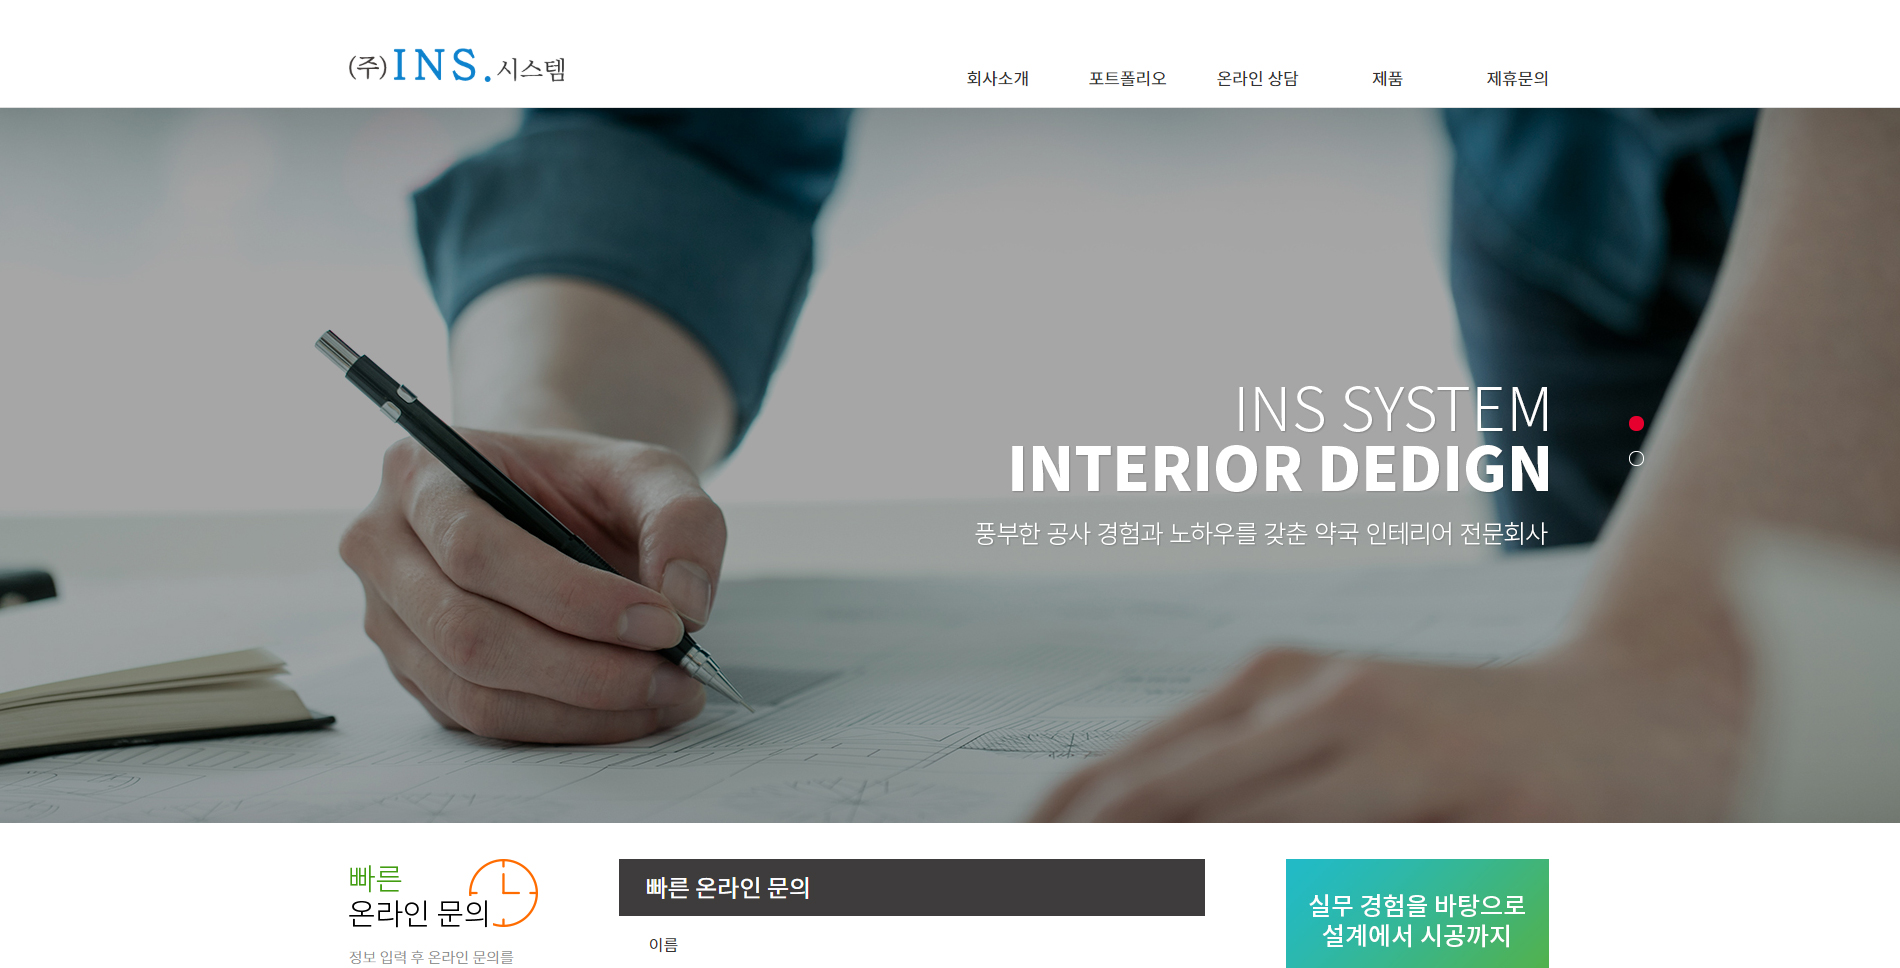 (주)INS.시스템
회사소개 포트폴리오 온라인 상담 제품 제휴문의
INS SYSTEM
INTERIOR DEDIGN
풍부한 공사 경험과 노하우를 갖춘 약국 인테리어 전문회사
빠른
온라인 문의
정보 입력 후 온라인 문의를
빠른 온라인 문의
이름
실무 경험을 바탕으로
설계에서 시공까지